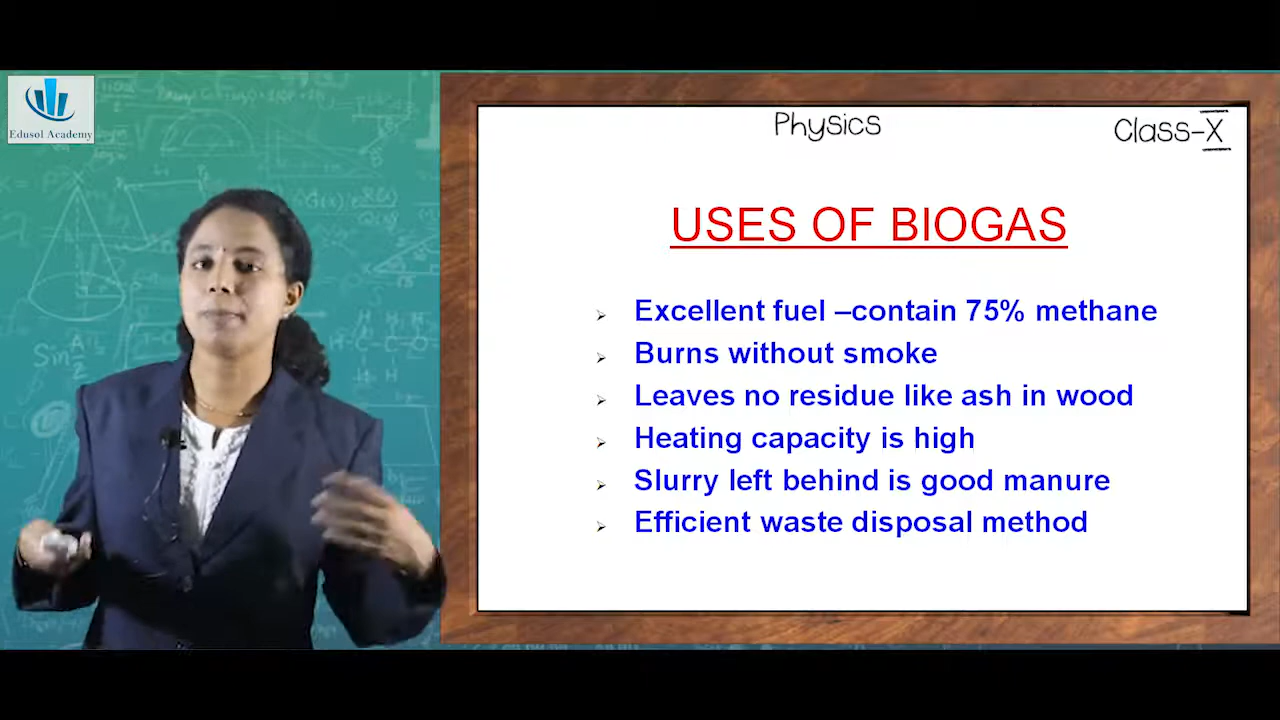 Edusol Academy
Physics
Class-X
USES OF BIOGAS
Excellent fuel –contain 75% methane
Burns without smoke
Leaves no residue like ash in wood
Heating capacity is high
Slurry left behind is good manure
Efficient waste disposal method